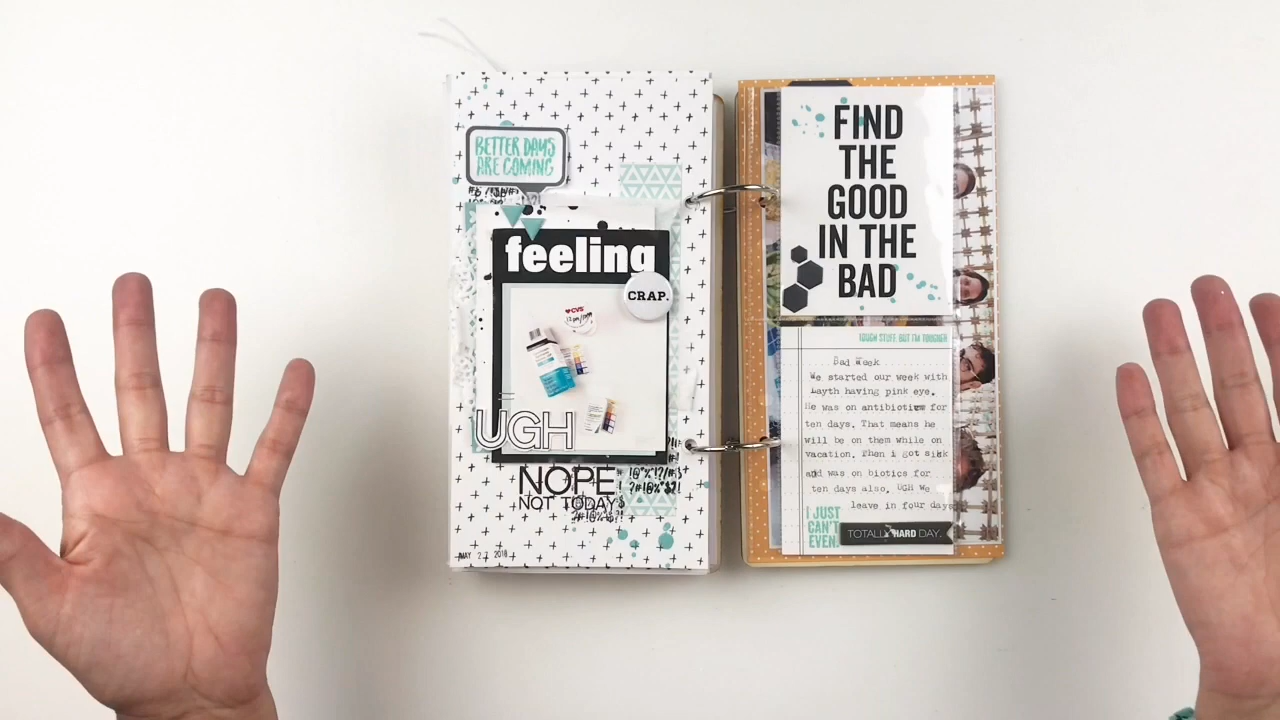 BETTER DAYS
ARE COMING
feeling
CRAP.
CVS
UGH
NOPE
NOT TODAY
MAY 2 2018
FIND
THE
GOOD
IN THE
BAD
TOUGH STUFF, BUT I'M TOUGHER
Bad Week
We started our week with
Layth having pink eye.
He was on antibiotics for
ten days. That means he
will be on them while on
vacation. Then i got sick
and was on biotics for
ten days also. UGH We
leave in four days
I JUST
CAN'T
EVEN.
TOTALLY HARD DAY.